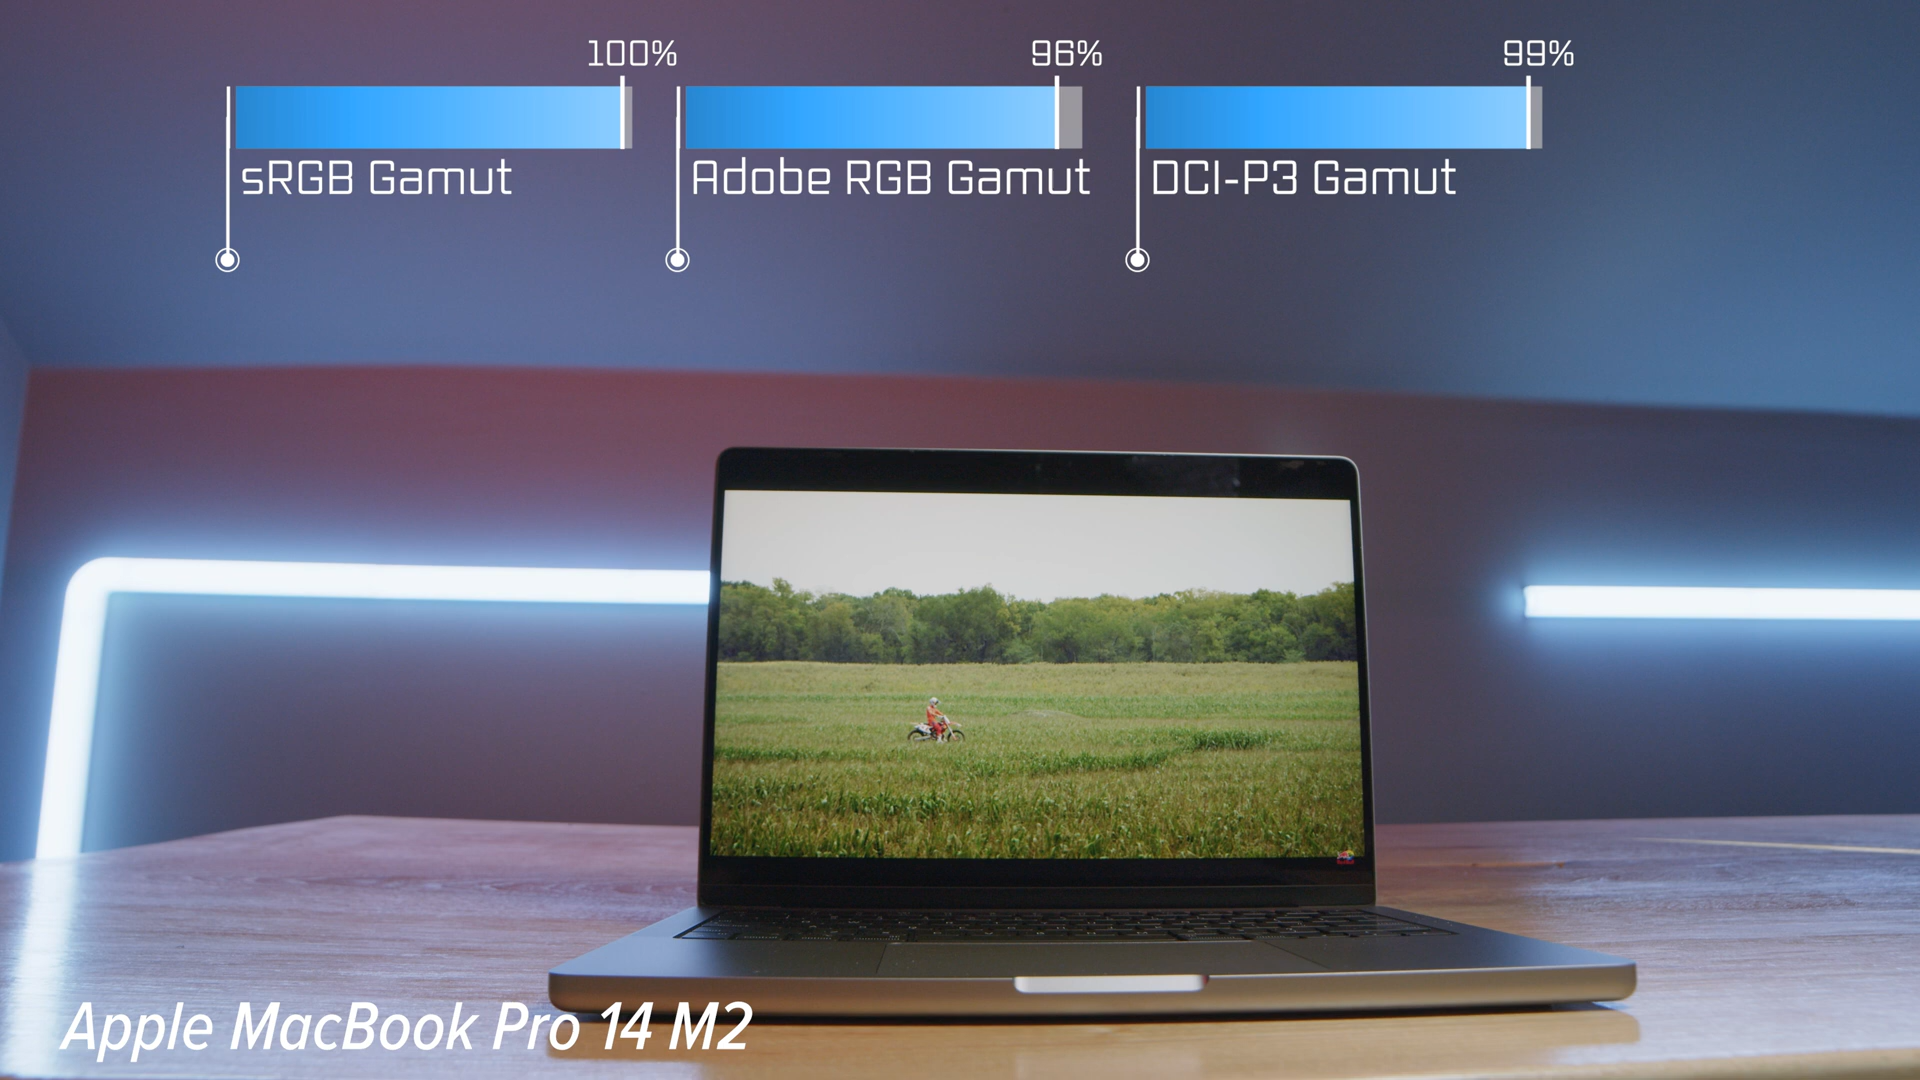 100%
96%
99%
sRGB Gamut
Adobe RGB Gamut
DCI-P3 Gamut
Apple MacBook Pro 14 M2